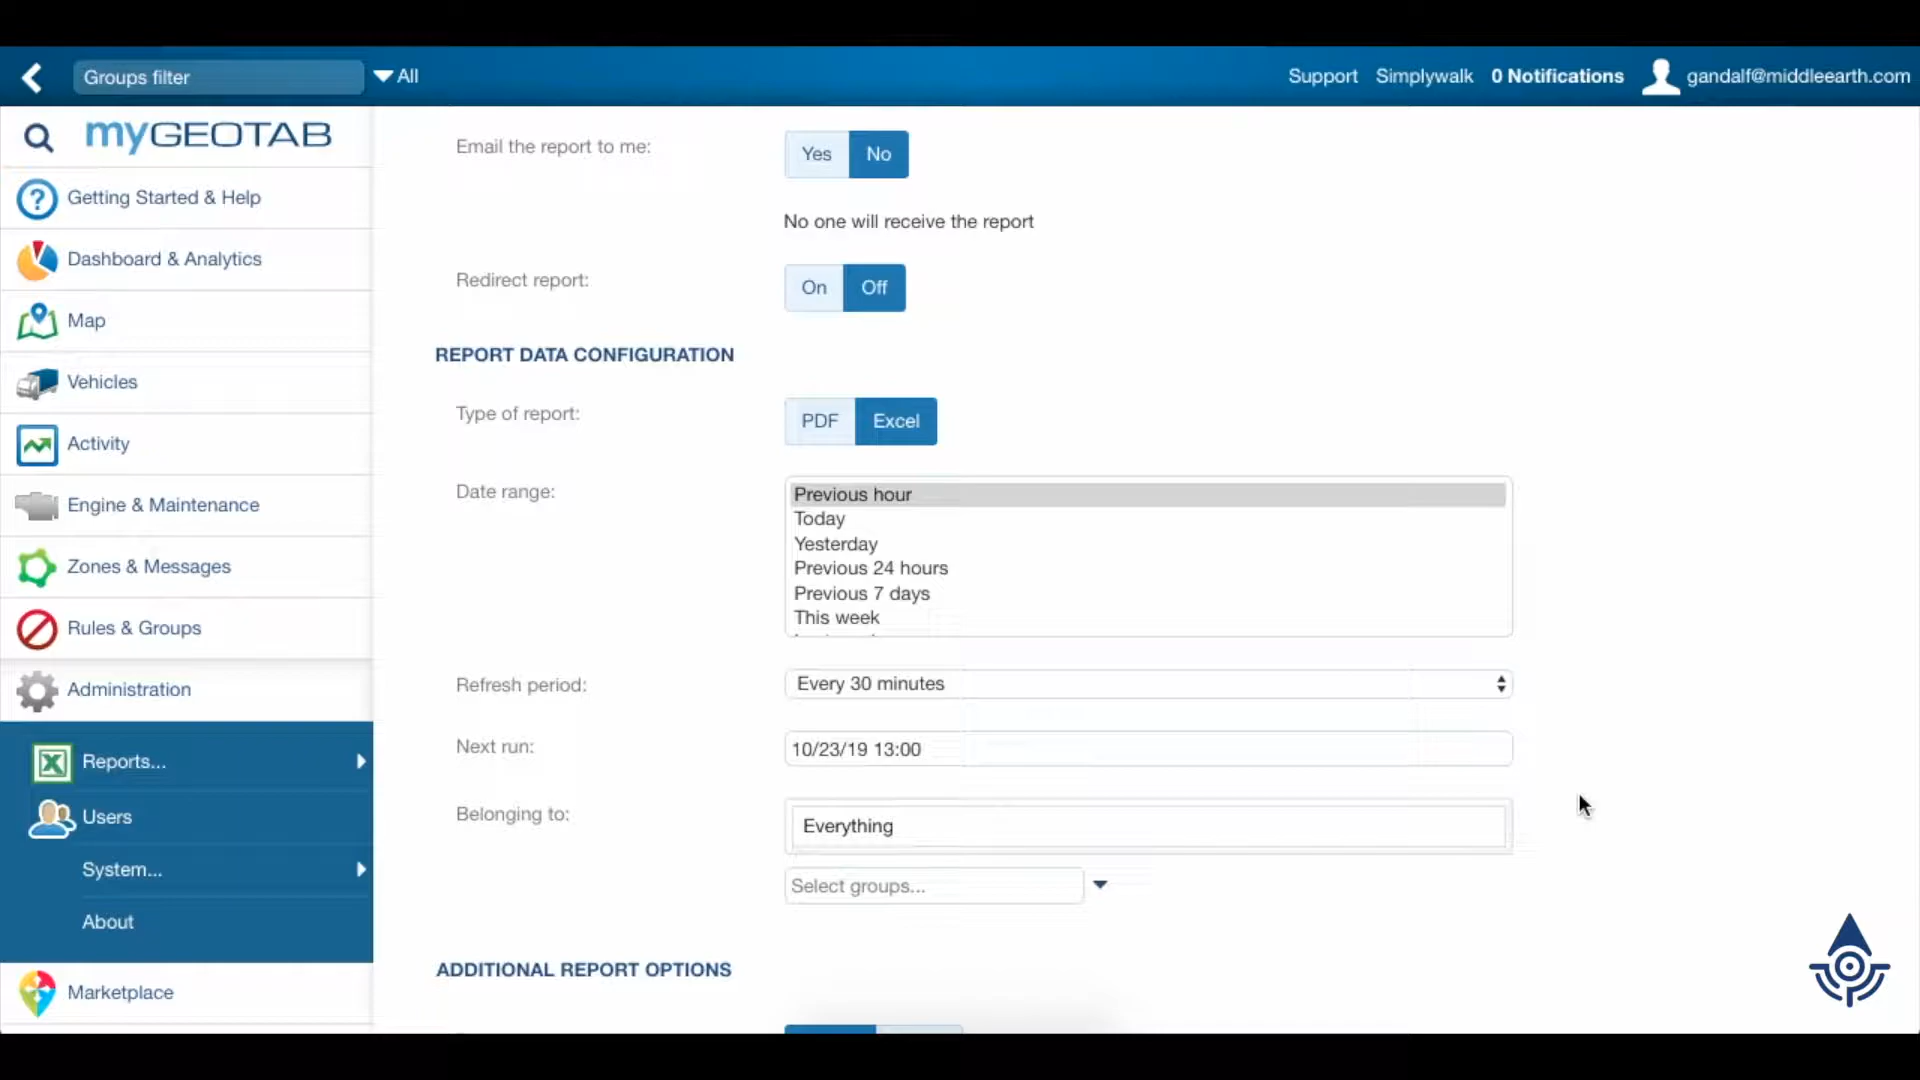 Groups filter
All
Support Simplywalk 0 Notifications gandalf@middleearth.com
myGEOTAB
Getting Started & Help
Dashboard & Analytics
Map
Vehicles
Activity
Engine & Maintenance
Zones & Messages
Rules & Groups
Administration
Reports...
Users
System...
About
Marketplace
Email the report to me:
Yes No
No one will receive the report
Redirect report:
On Off
REPORT DATA CONFIGURATION
Type of report:
PDF Excel
Date range:
Previous hour
Today
Yesterday
Previous 24 hours
Previous 7 days
This week
Refresh period:
Every 30 minutes
Next run:
10/23/19 13:00
Belonging to:
Everything
Select groups...
ADDITIONAL REPORT OPTIONS